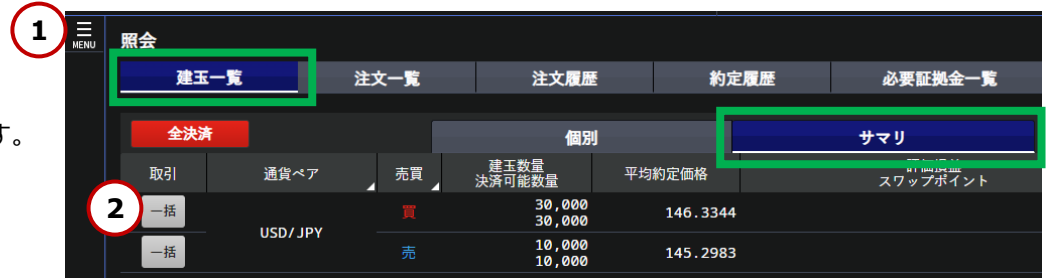 1
MENU
照会
建玉一覧 注文一覧 注文履歴 約定履歴 必要証拠金一覧
す。
全決済 個別 サマリ
取引 通貨ペア 売買 建玉数量 平均約定価格
決済可能数量 スワップポイント
2 一括 USD/JPY 買 30,000 146.3344
30,000
一括 売 10,000 145.2983
10,000